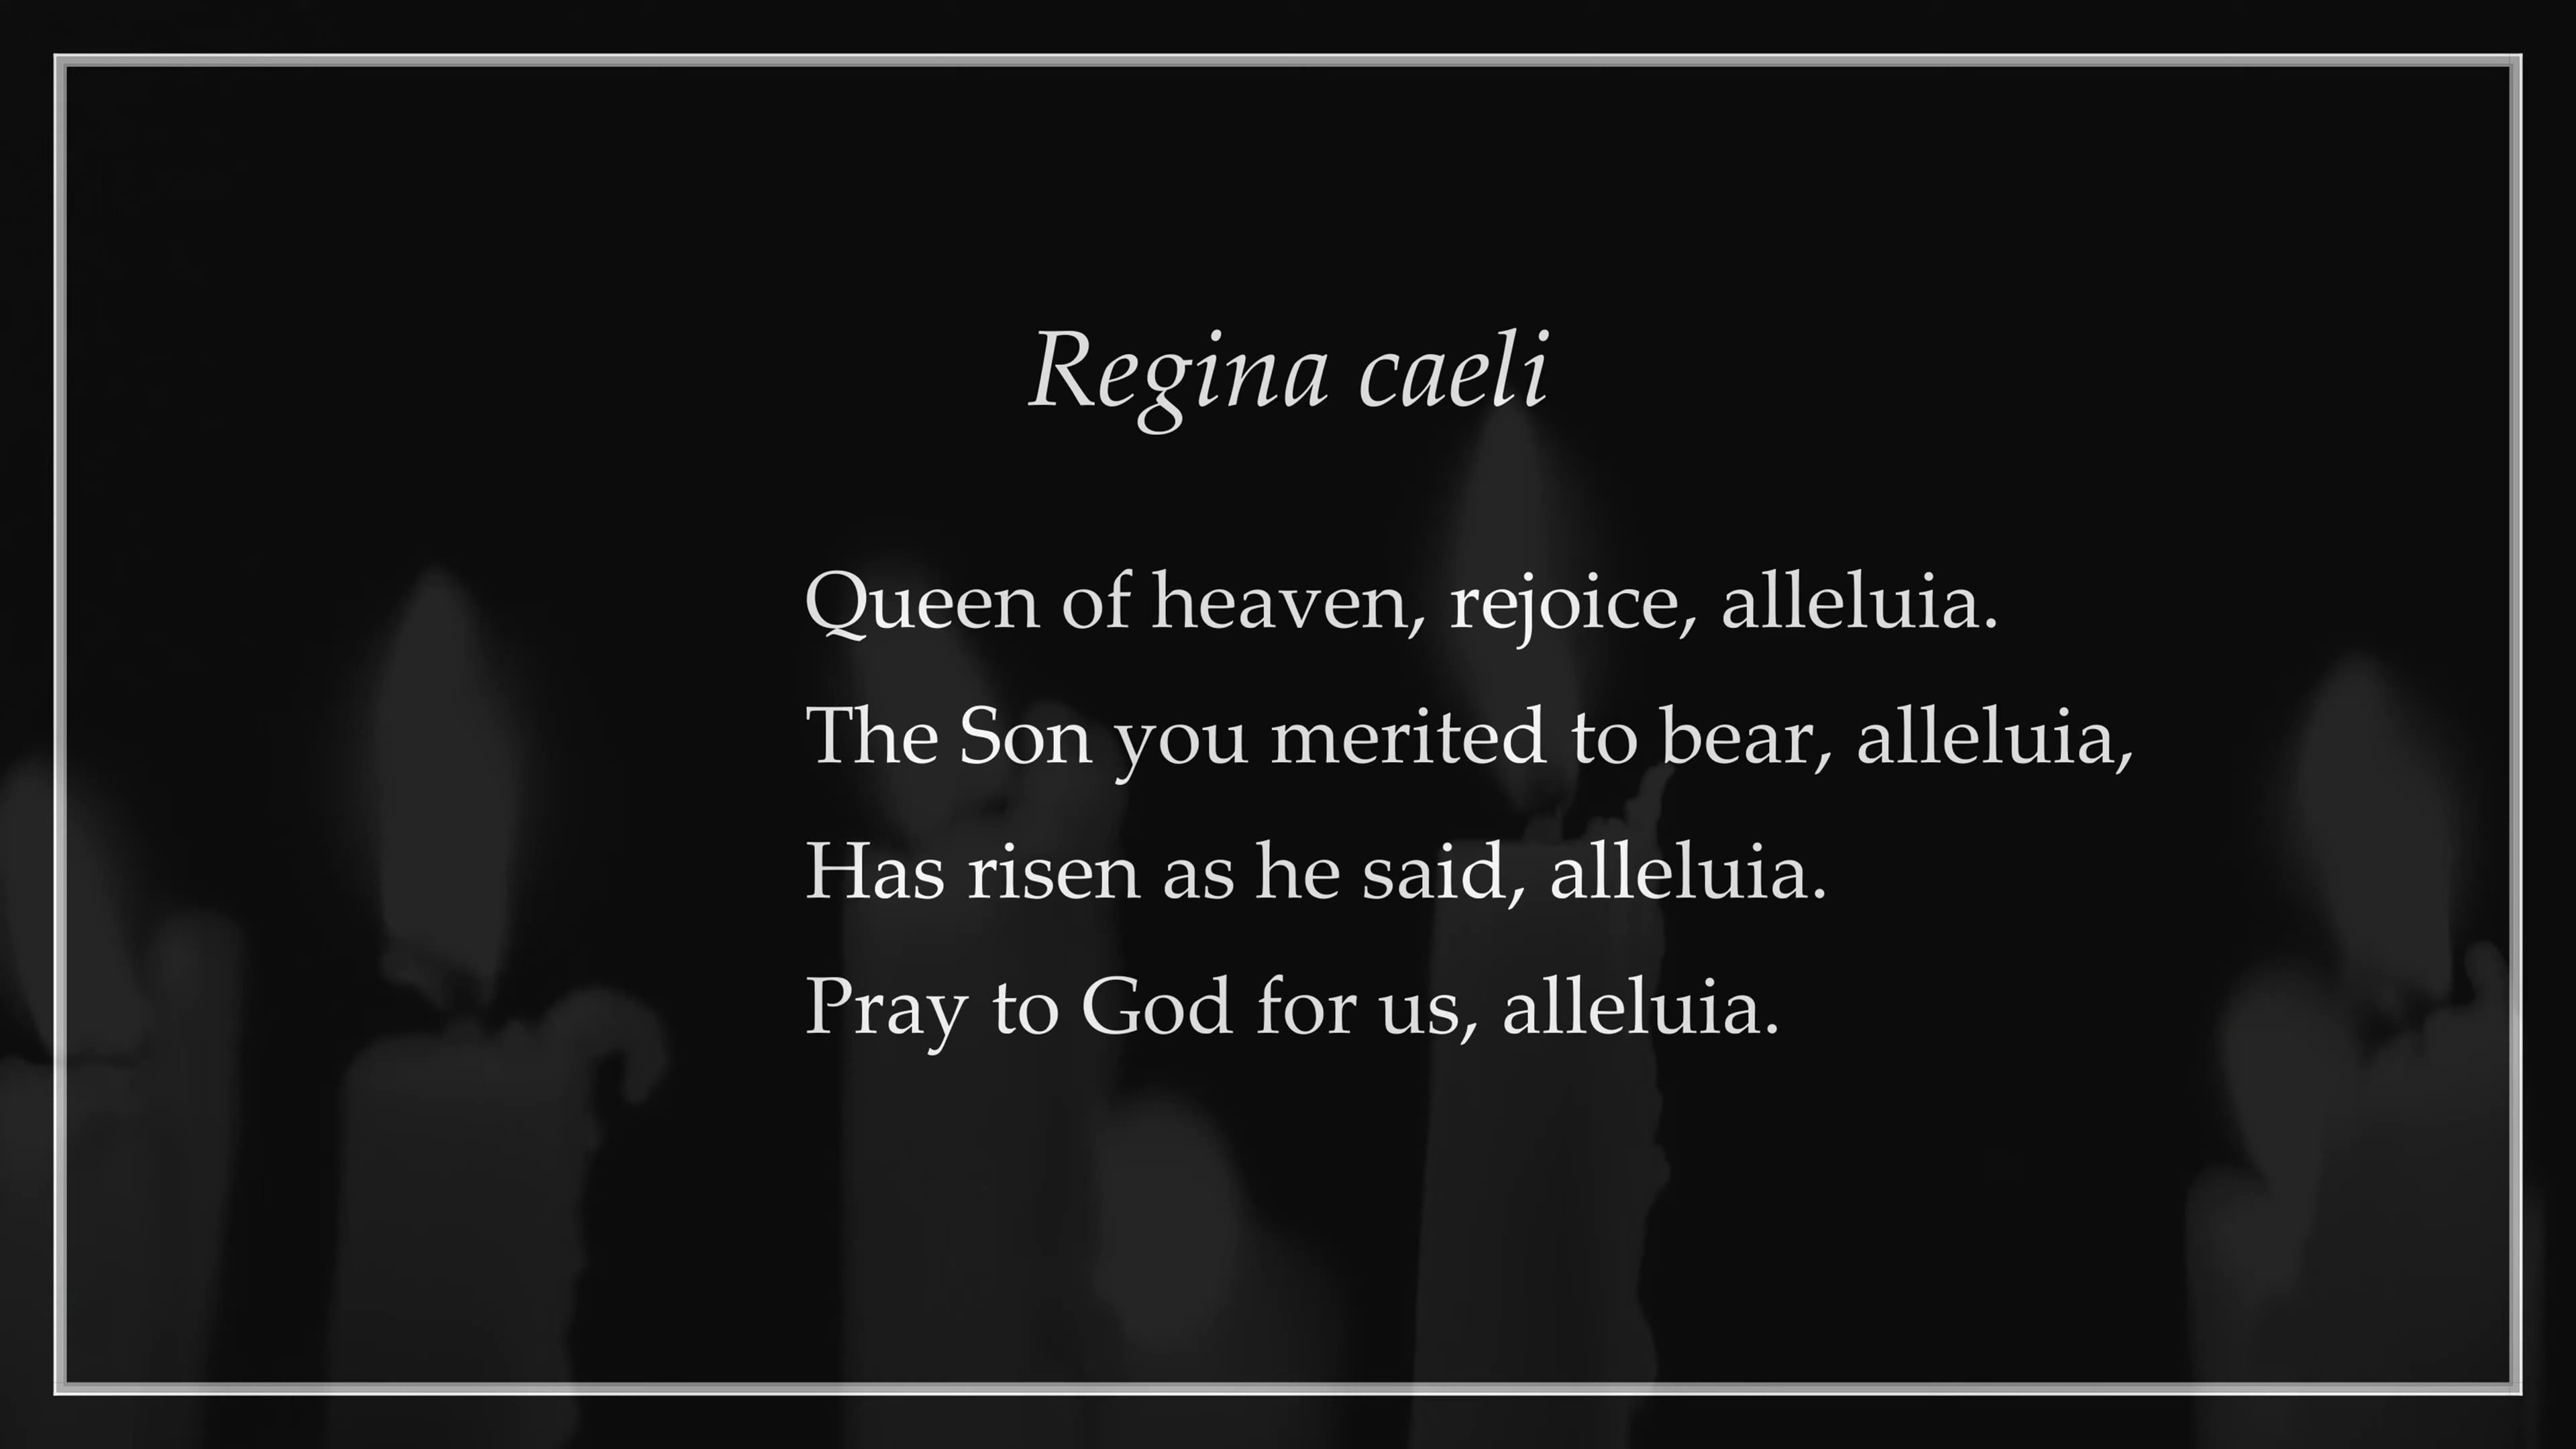 Regina caeli
Queen of heaven, rejoice, alleluia.
The Son you merited to bear, alleluia,
Has risen as he said, alleluia.
Pray to God for us, alleluia.